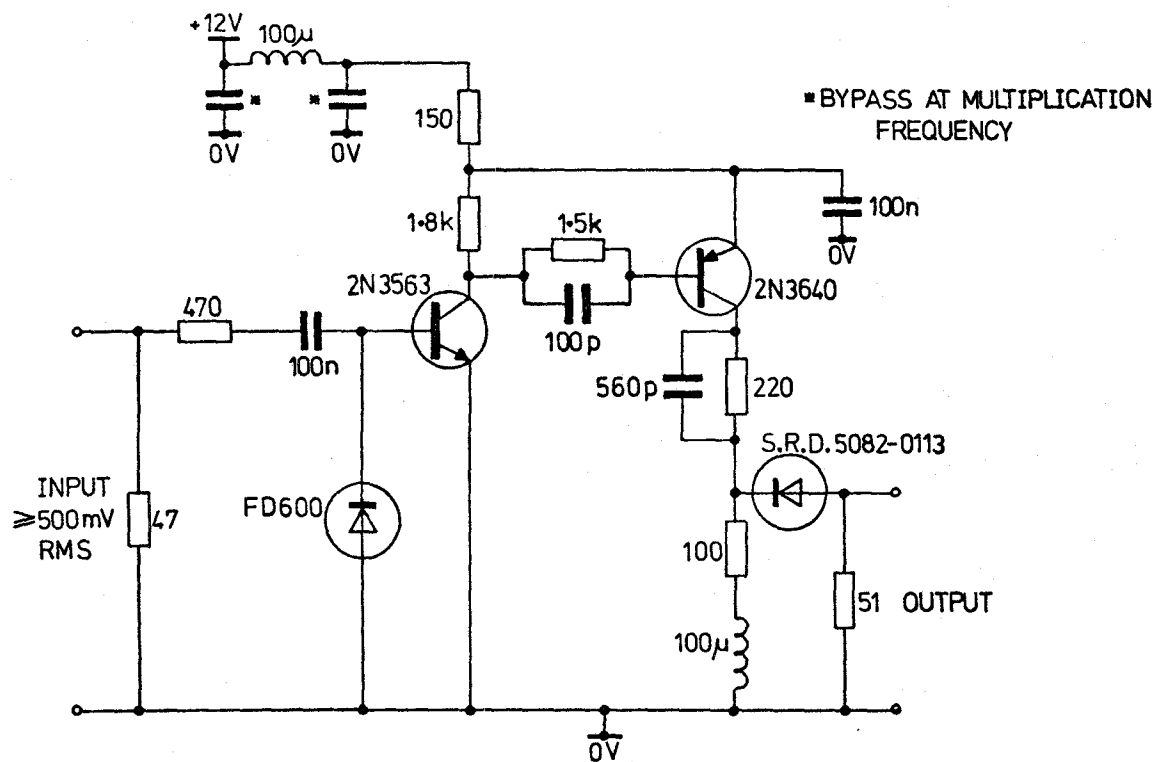 +12V
100µ
*
*
0V
0V
150
* BYPASS AT MULTIPLICATION
FREQUENCY
1·8k
1·5k
100n
0V
2N3563
2N3640
470
100n
100p
560p
220
S.R.D. 5082-0113
INPUT
≥500mV
RMS
47
FD600
100
51 OUTPUT
100µ
0V